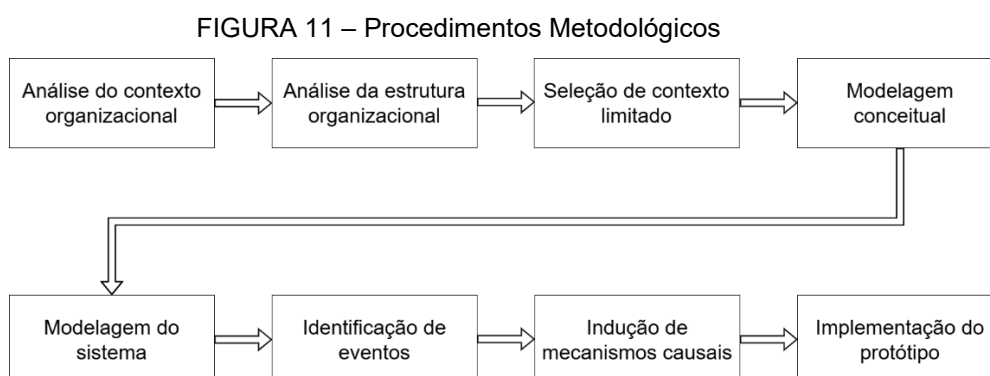 FIGURA 11 – Procedimentos Metodológicos
Análise do contexto
organizacional
Análise da estrutura
organizacional
Seleção de contexto
limitado
Modelagem
conceitual
Modelagem do
sistema
Identificação de
eventos
Indução de
mecanismos causais
Implementação do
protótipo